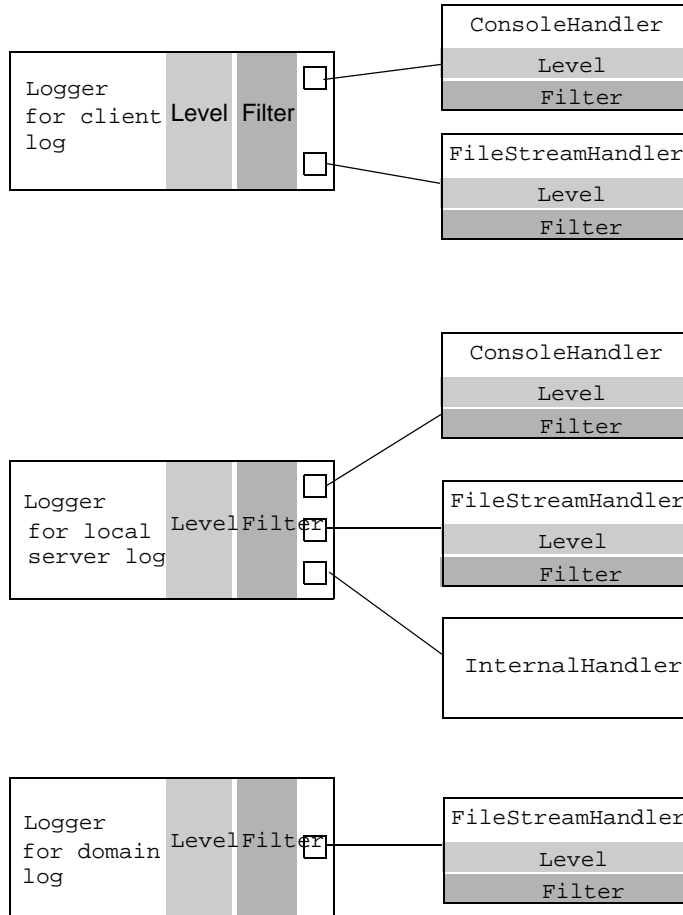 ConsoleHandler
Level
Filter
Logger
for client
log
Level
Filter
FileStreamHandler
Level
Filter
ConsoleHandler
Level
Filter
Logger
for local
server log
Level
Filter
FileStreamHandler
Level
Filter
InternalHandler
Logger
for domain
log
Level
Filter
FileStreamHandler
Level
Filter